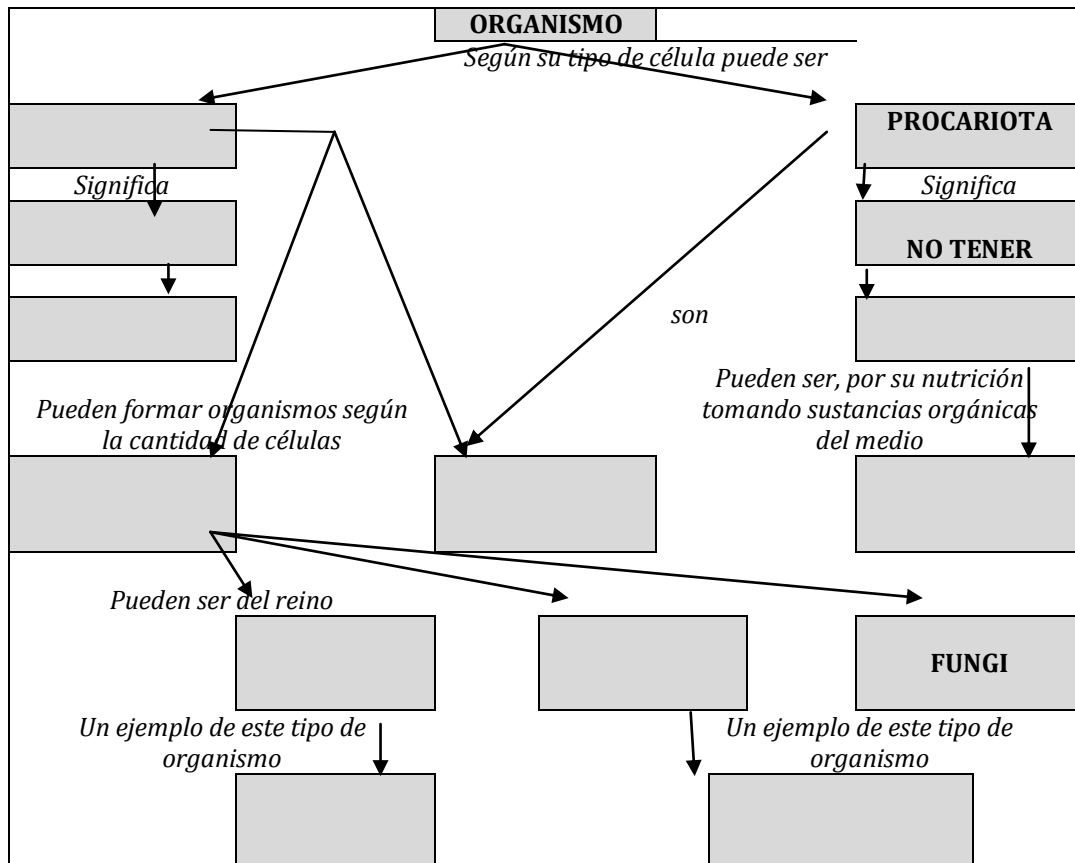 ORGANISMO
Según su tipo de célula puede ser
PROCARIOTA
Significa
Significa
NO TENER
son
Pueden formar organismos según
la cantidad de células
Pueden ser, por su nutrición
tomando sustancias orgánicas
del medio
Pueden ser del reino
FUNGI
Un ejemplo de este tipo de
organismo
Un ejemplo de este tipo de
organismo